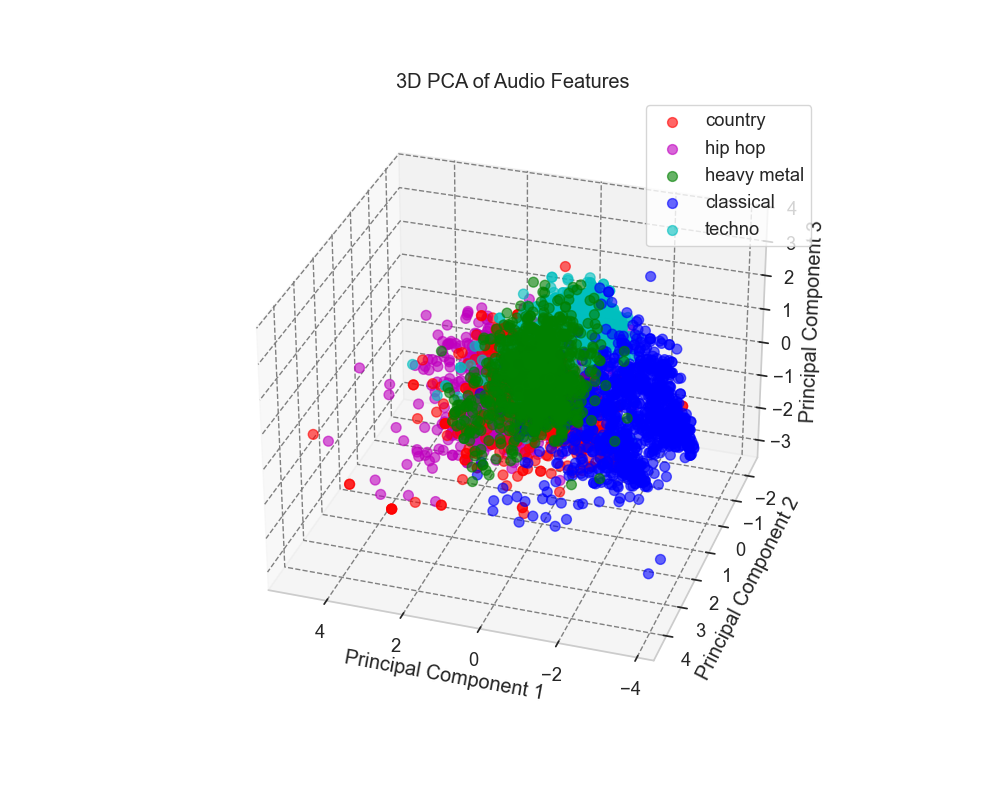 3D PCA of Audio Features
country
hip hop
heavy metal
classical
techno
4
3
2
1
0
−1
−2
−3
Principal Component 3
−2
−1
0
1
2
3
4
Principal Component 2
4
2
0
−2
−4
Principal Component 1